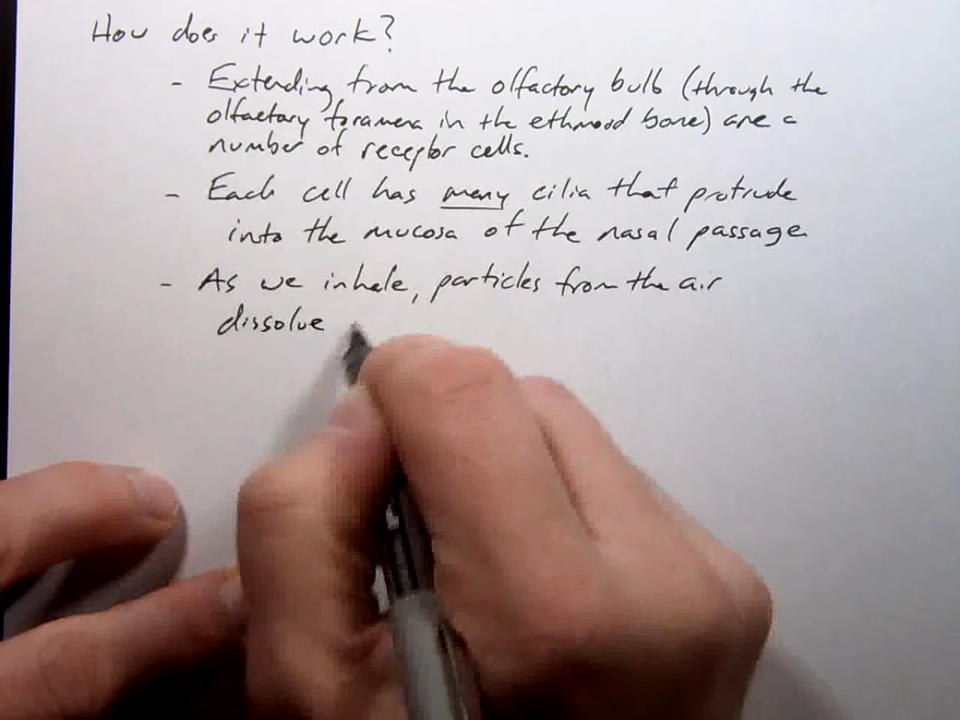 How does it work?
- Extending from the olfactory bulb (through the
olfactory foramera in the ethmoid bone) are a
number of receptor cells.
- Each cell has many cilia that protrude
into the mucosa of the nasal passage
- As we inhale, particles from the air
dissolve